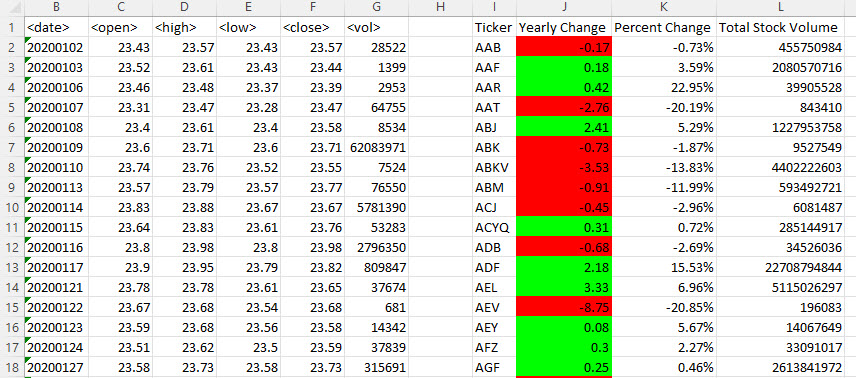 B C D E F G H I J K L
1 <date> <open> <high> <low> <close> <vol> Ticker Yearly Change Percent Change Total Stock Volume
2 20200102 23.43 23.57 23.43 23.57 28522 AAB -0.17 -0.73% 455750984
3 20200103 23.52 23.61 23.43 23.44 1399 AAF 0.18 3.59% 2080570716
4 20200106 23.46 23.48 23.37 23.39 2953 AAR 0.42 22.95% 39905528
5 20200107 23.31 23.47 23.28 23.47 64755 AAT -2.76 -20.19% 843410
6 20200108 23.4 23.61 23.4 23.58 8534 ABJ 2.41 5.29% 1227953758
7 20200109 23.6 23.71 23.6 23.71 62083971 ABK -0.73 -1.87% 9527549
8 20200110 23.74 23.76 23.52 23.55 7524 ABKV -3.53 -13.83% 4402222603
9 20200113 23.57 23.79 23.57 23.77 76550 ABM -0.91 -11.99% 593492721
10 20200114 23.83 23.88 23.67 23.67 5781390 ACJ -0.45 -2.96% 6081487
11 20200115 23.64 23.83 23.61 23.76 53283 ACYQ 0.31 0.72% 285144917
12 20200116 23.8 23.98 23.8 23.98 2796350 ADB -0.68 -2.69% 34526036
13 20200117 23.9 23.95 23.79 23.82 809847 ADF 2.18 15.53% 22708794844
14 20200121 23.78 23.78 23.61 23.65 37674 AEL 3.33 6.96% 5115026297
15 20200122 23.67 23.68 23.54 23.68 681 AEV -8.75 -20.85% 196083
16 20200123 23.59 23.68 23.56 23.58 14342 AEY 0.08 5.67% 14067649
17 20200124 23.51 23.62 23.5 23.59 37839 AFZ 0.3 2.27% 33091017
18 20200127 23.58 23.73 23.58 23.73 315691 AGF 0.25 0.46% 2613841972